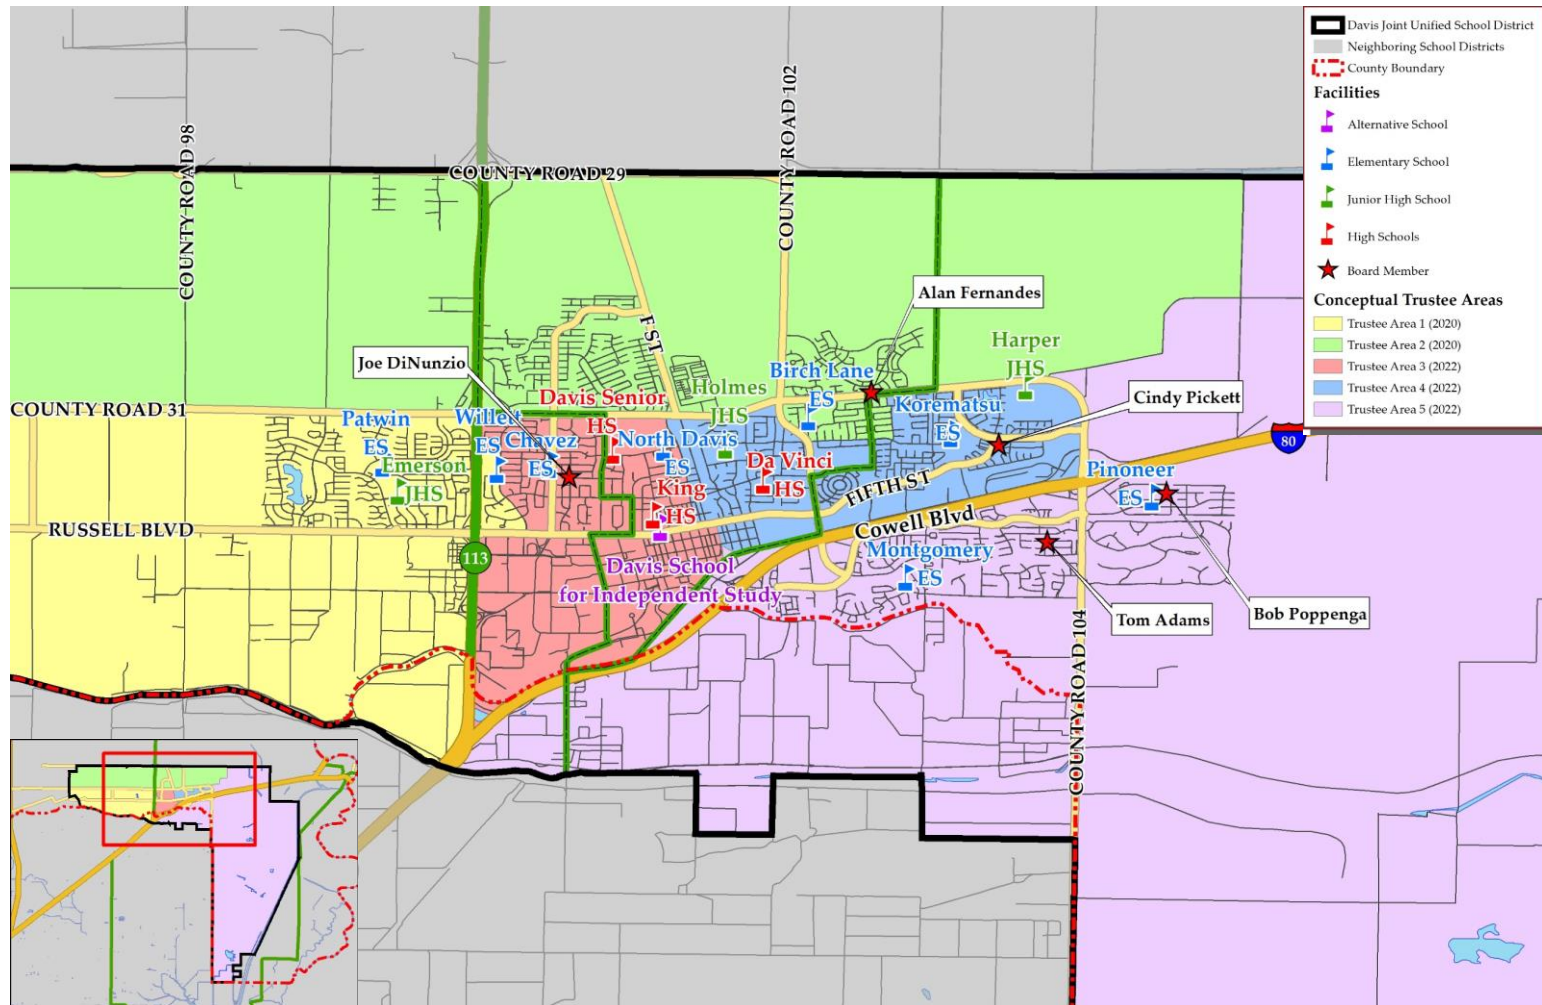 Davis Joint Unified School District
Neighboring School Districts
County Boundary
Facilities
Alternative School
Elementary School
Junior High School
High Schools
Board Member
Conceptual Trustee Areas
Trustee Area 1 (2020)
Trustee Area 2 (2020)
Trustee Area 3 (2022)
Trustee Area 4 (2022)
Trustee Area 5 (2022)
COUNTY ROAD 98
COUNTY ROAD 29
COUNTY ROAD 102
Alan Fernandes
F ST
Joe DiNunzio
Harper
JHS
Birch Lane
ES
Holmes
JHS
Cindy Pickett
Davis Senior
HS
Korematsu
ES
COUNTY ROAD 31
Patwin
ES
Willett
ES
Chavez
ES
North Davis
ES
80
Emerson
JHS
Da Vinci
HS
Pinoneer
ES
King
HS
FIFTH ST
Cowell Blvd
RUSSELL BLVD
113
Montgomery
ES
Davis School
for Independent Study
Tom Adams
Bob Poppenga
COUNTY ROAD 104